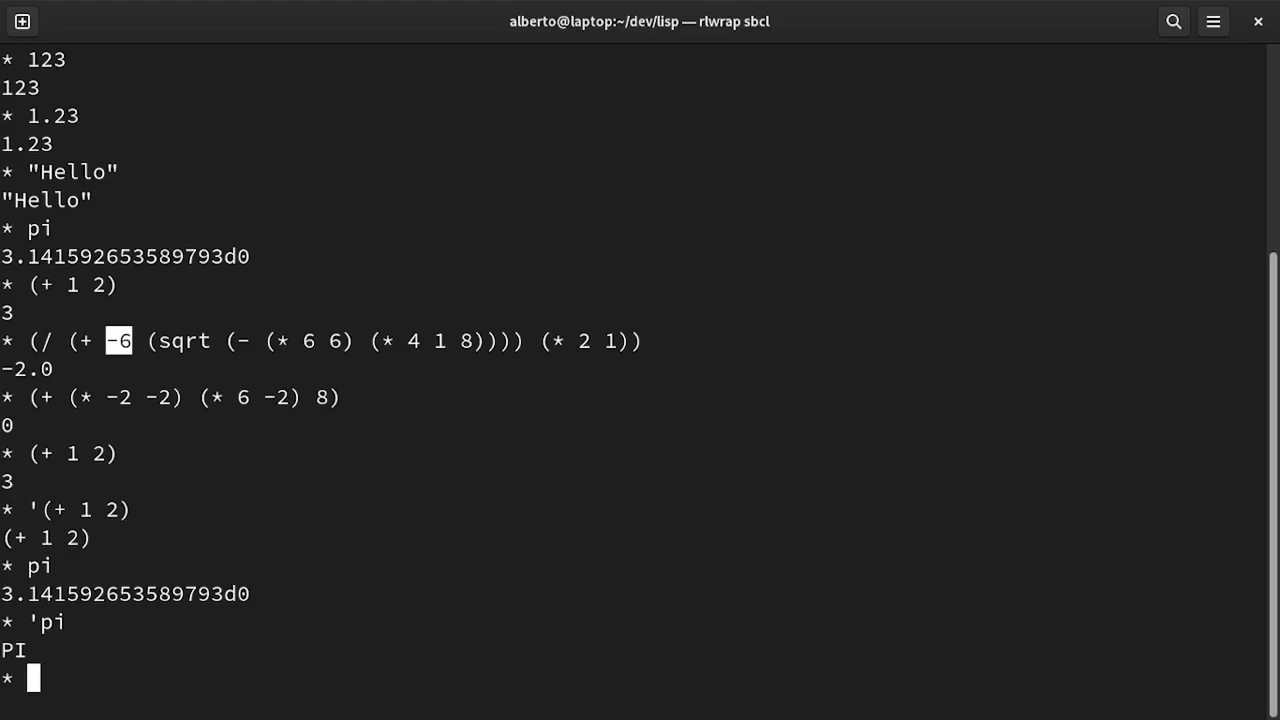 alberto@laptop:~/dev/lisp — rlwrap sbcl
* 123
123
* 1.23
1.23
* "Hello"
"Hello"
* pi
3.141592653589793d0
* (+ 1 2)
3
* (/ (+ -6 (sqrt (- (* 6 6) (* 4 1 8)))) (* 2 1))
-2.0
* (+ (* -2 -2) (* 6 -2) 8)
0
* (+ 1 2)
3
* '(+ 1 2)
(+ 1 2)
* pi
3.141592653589793d0
* 'pi
PI
*